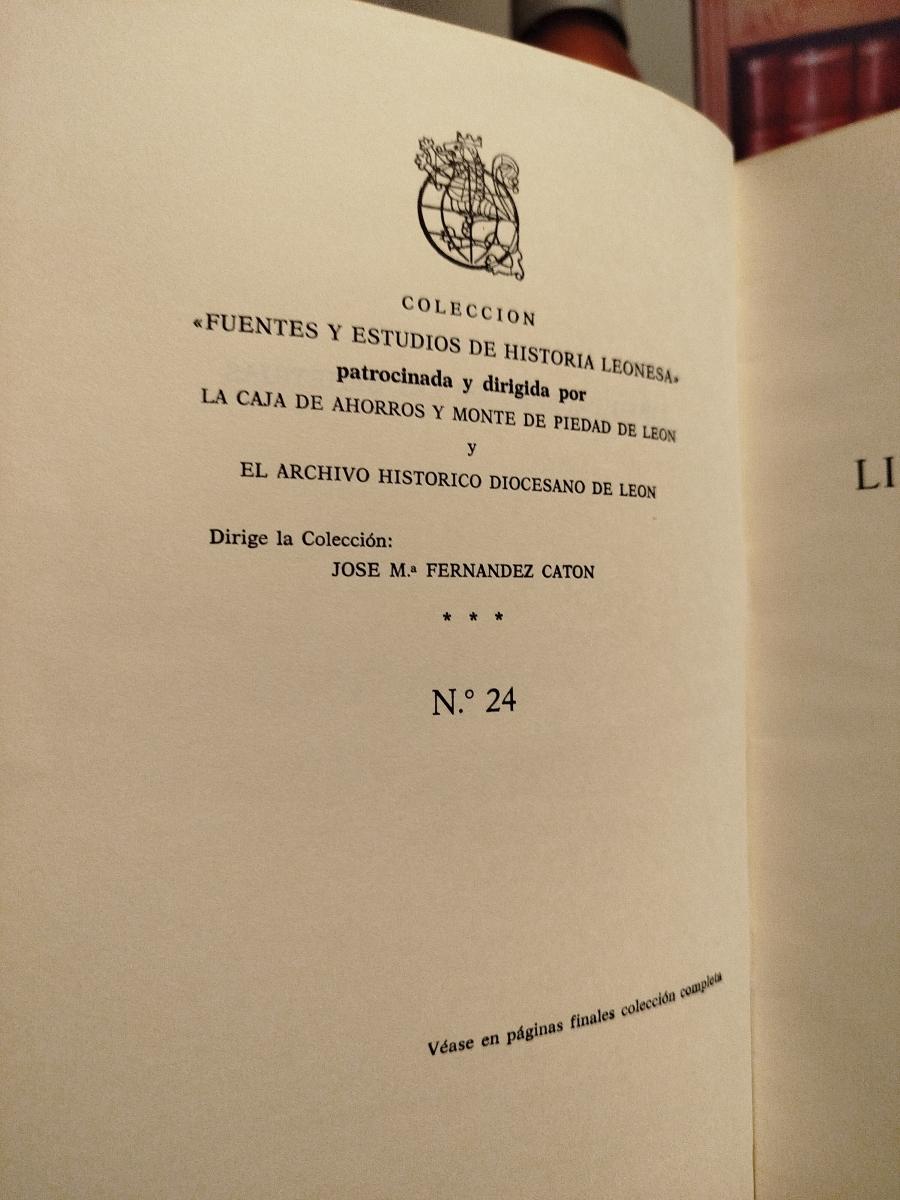 COLECCION
«FUENTES Y ESTUDIOS DE HISTORIA LEONESA»
patrocinada y dirigida por
LA CAJA DE AHORROS Y MONTE DE PIEDAD DE LEON
y
EL ARCHIVO HISTORICO DIOCESANO DE LEON
Dirige la Colección:
JOSE M.ª FERNANDEZ CATON
* * *
N.º 24
Véase en páginas finales colección completa
LI